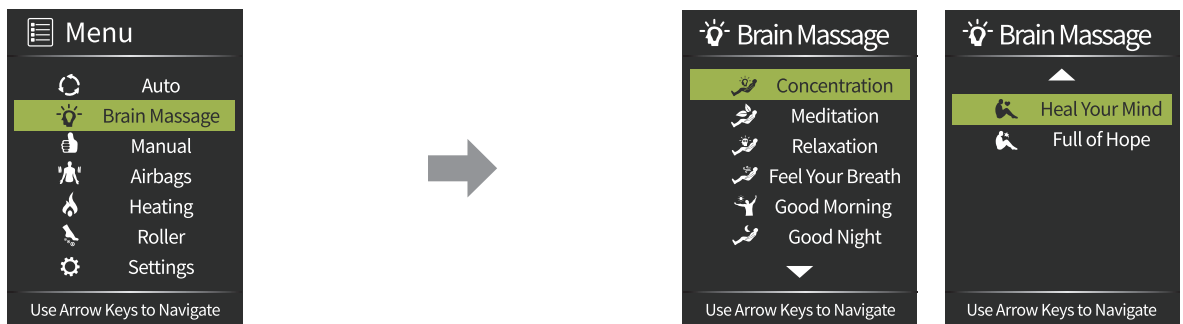 Menu
Auto
Brain Massage
Manual
Airbags
Heating
Roller
Settings
Use Arrow Keys to Navigate
Brain Massage
Concentration
Meditation
Relaxation
Feel Your Breath
Good Morning
Good Night
Use Arrow Keys to Navigate
Brain Massage
Heal Your Mind
Full of Hope
Use Arrow Keys to Navigate